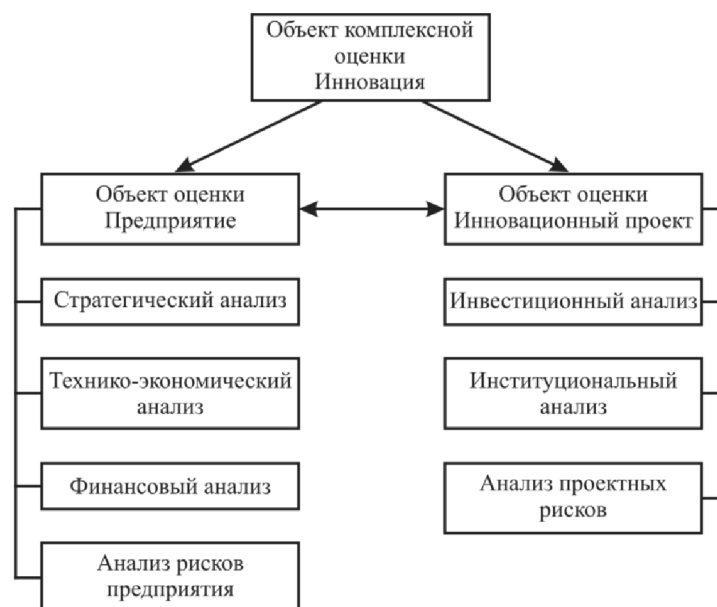 Объект комплексной
оценки
Инновация
Объект оценки
Предприятие
Объект оценки
Инновационный проект
Стратегический анализ
Инвестиционный анализ
Технико-экономический
анализ
Институциональный
анализ
Финансовый анализ
Анализ проектных
рисков
Анализ рисков
предприятия